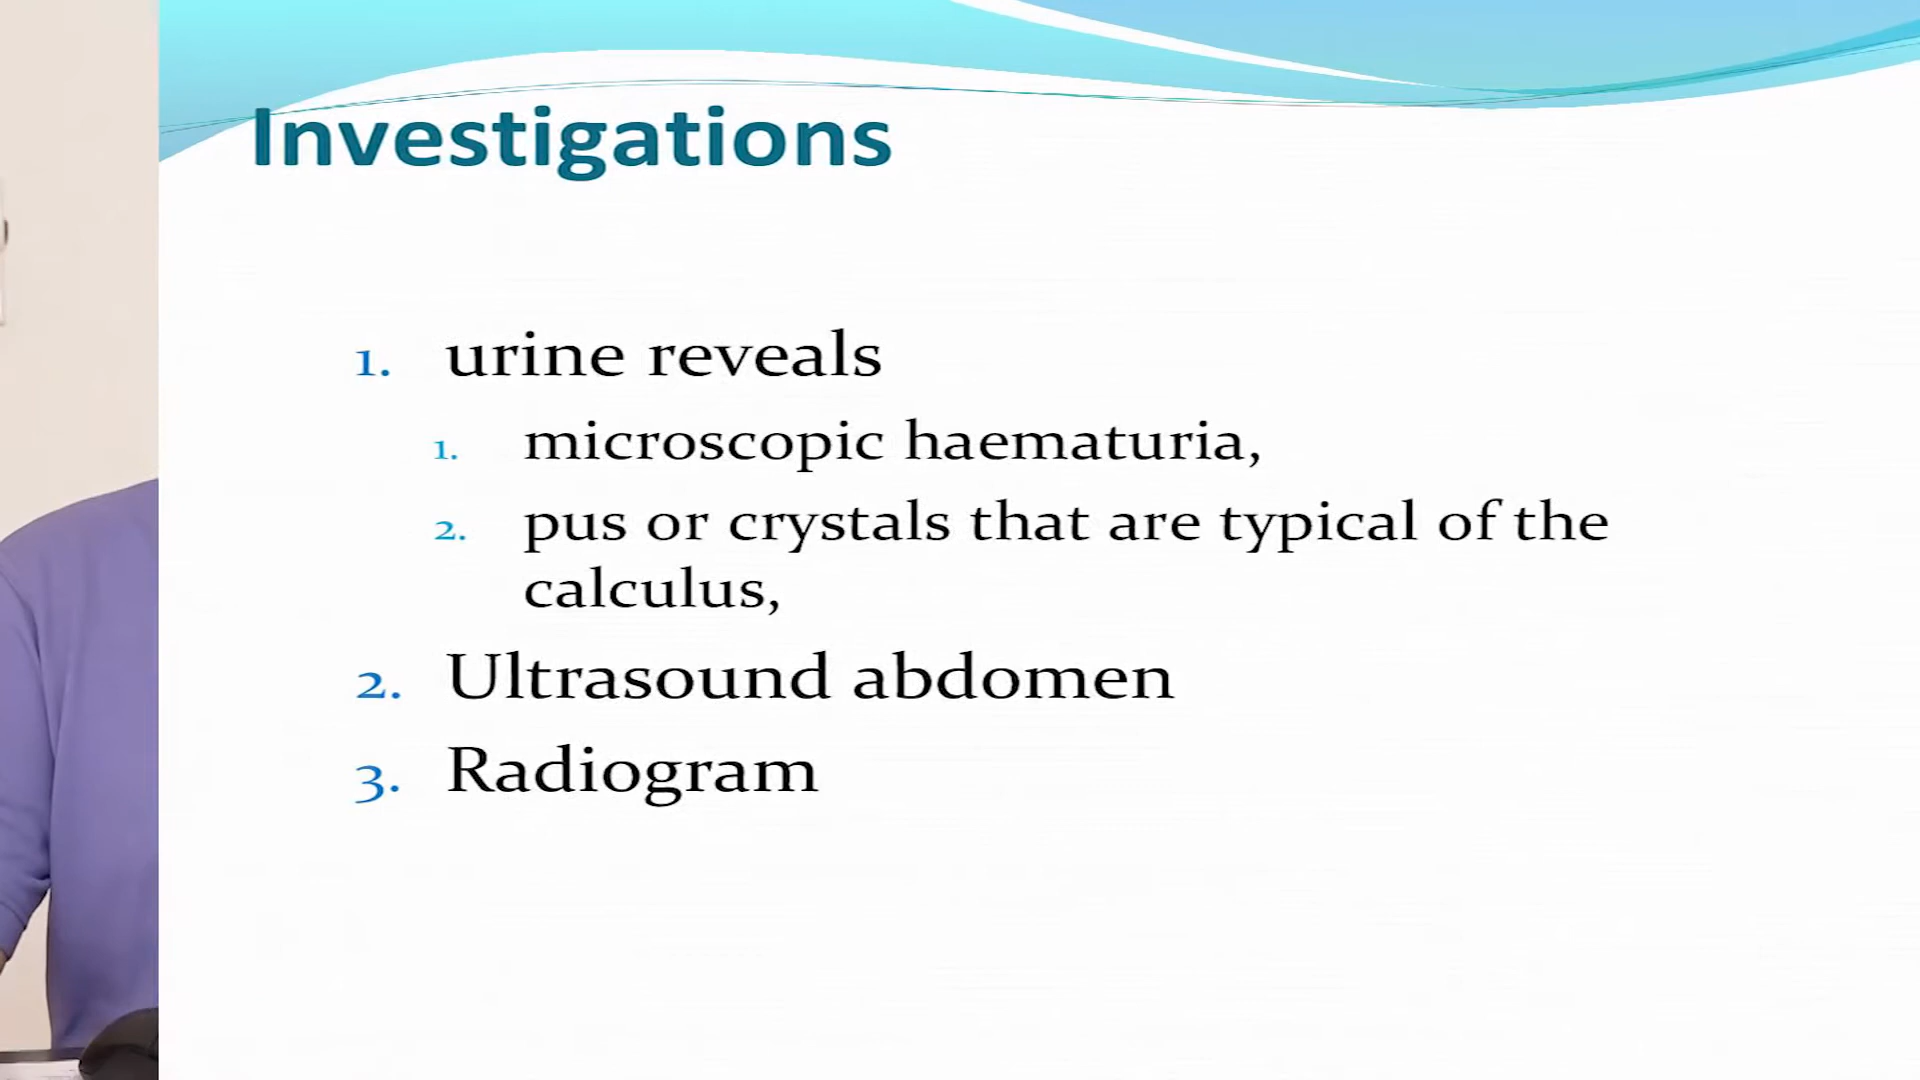 Investigations
1. urine reveals
1. microscopic haematuria,
2. pus or crystals that are typical of the
calculus,
2. Ultrasound abdomen
3. Radiogram